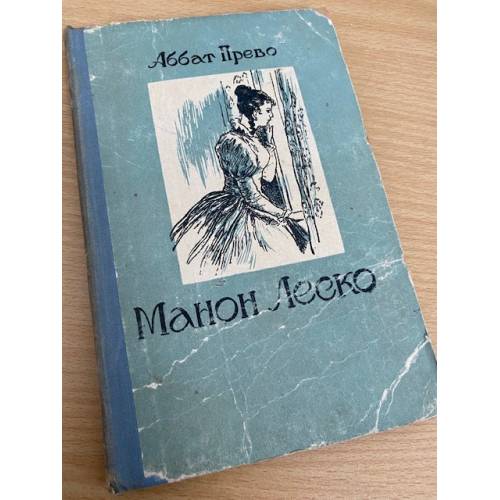 Аббат Прево
Манон Леско